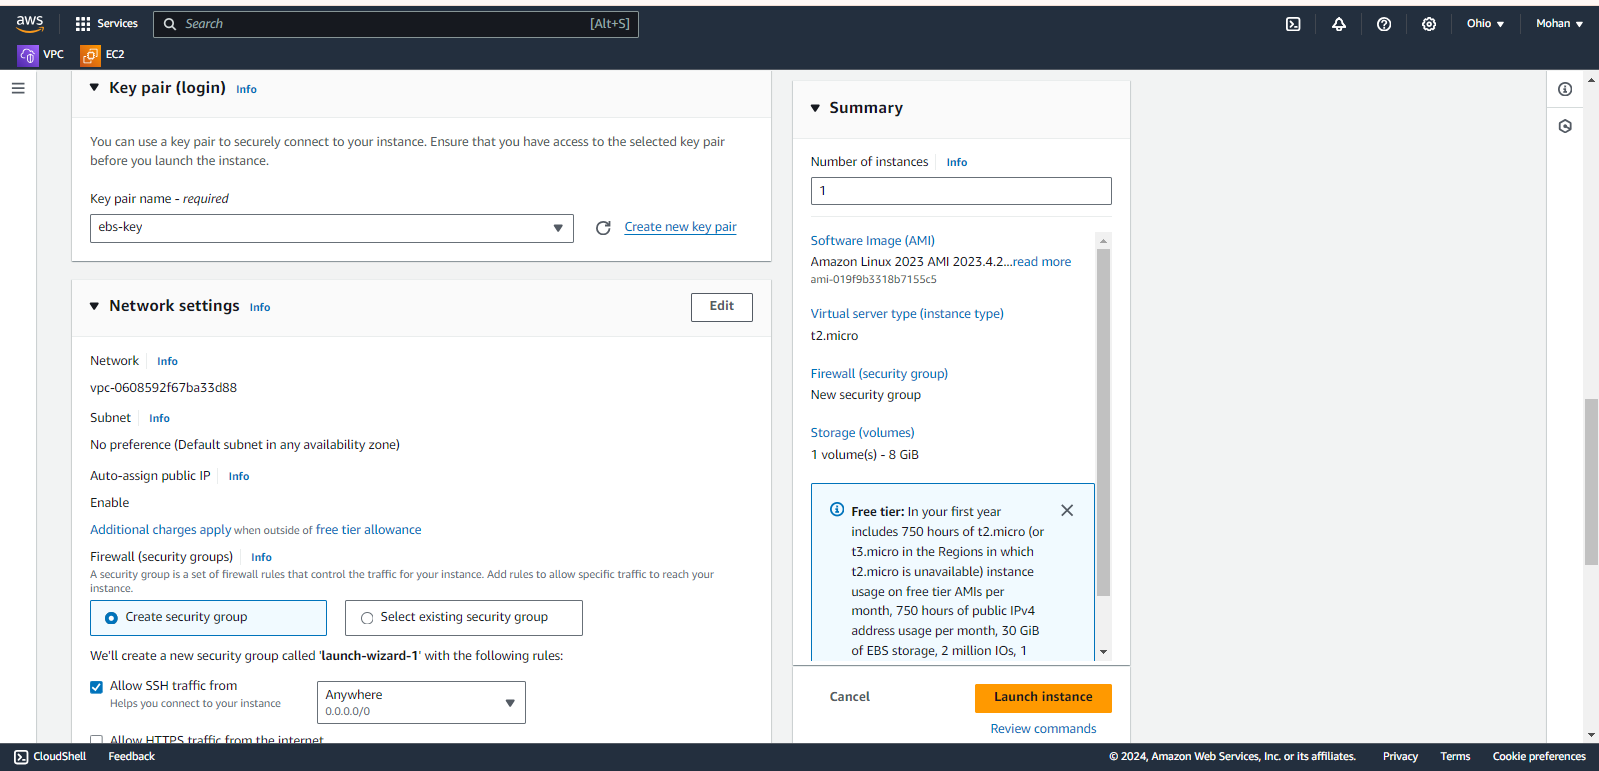 aws
Services
Search
[Alt+S]
Ohio
Mohan
VPC
EC2
Key pair (login) Info
You can use a key pair to securely connect to your instance. Ensure that you have access to the selected key pair
before you launch the instance.
Key pair name - required
ebs-key
Create new key pair
Network settings Info
Edit
Network Info
vpc-0608592f67ba33d88
Subnet Info
No preference (Default subnet in any availability zone)
Auto-assign public IP Info
Enable
Additional charges apply when outside of free tier allowance
Firewall (security groups) Info
A security group is a set of firewall rules that control the traffic for your instance. Add rules to allow specific traffic to reach your
instance.
Create security group
Select existing security group
We'll create a new security group called 'launch-wizard-1' with the following rules:
Allow SSH traffic from
Helps you connect to your instance
Anywhere
0.0.0.0/0
Allow HTTPS traffic from the internet
Summary
Number of instances Info
1
Software Image (AMI)
Amazon Linux 2023 AMI 2023.4.2...read more
ami-019f9b3318b7155c5
Virtual server type (instance type)
t2.micro
Firewall (security group)
New security group
Storage (volumes)
1 volume(s) - 8 GiB
Free tier: In your first year
includes 750 hours of t2.micro (or
t3.micro in the Regions in which
t2.micro is unavailable) instance
usage on free tier AMIs per
month, 750 hours of public IPv4
address usage per month, 30 GiB
of EBS storage, 2 million IOs, 1
Cancel
Launch instance
Review commands
CloudShell
Feedback
© 2024, Amazon Web Services, Inc. or its affiliates.
Privacy
Terms
Cookie preferences